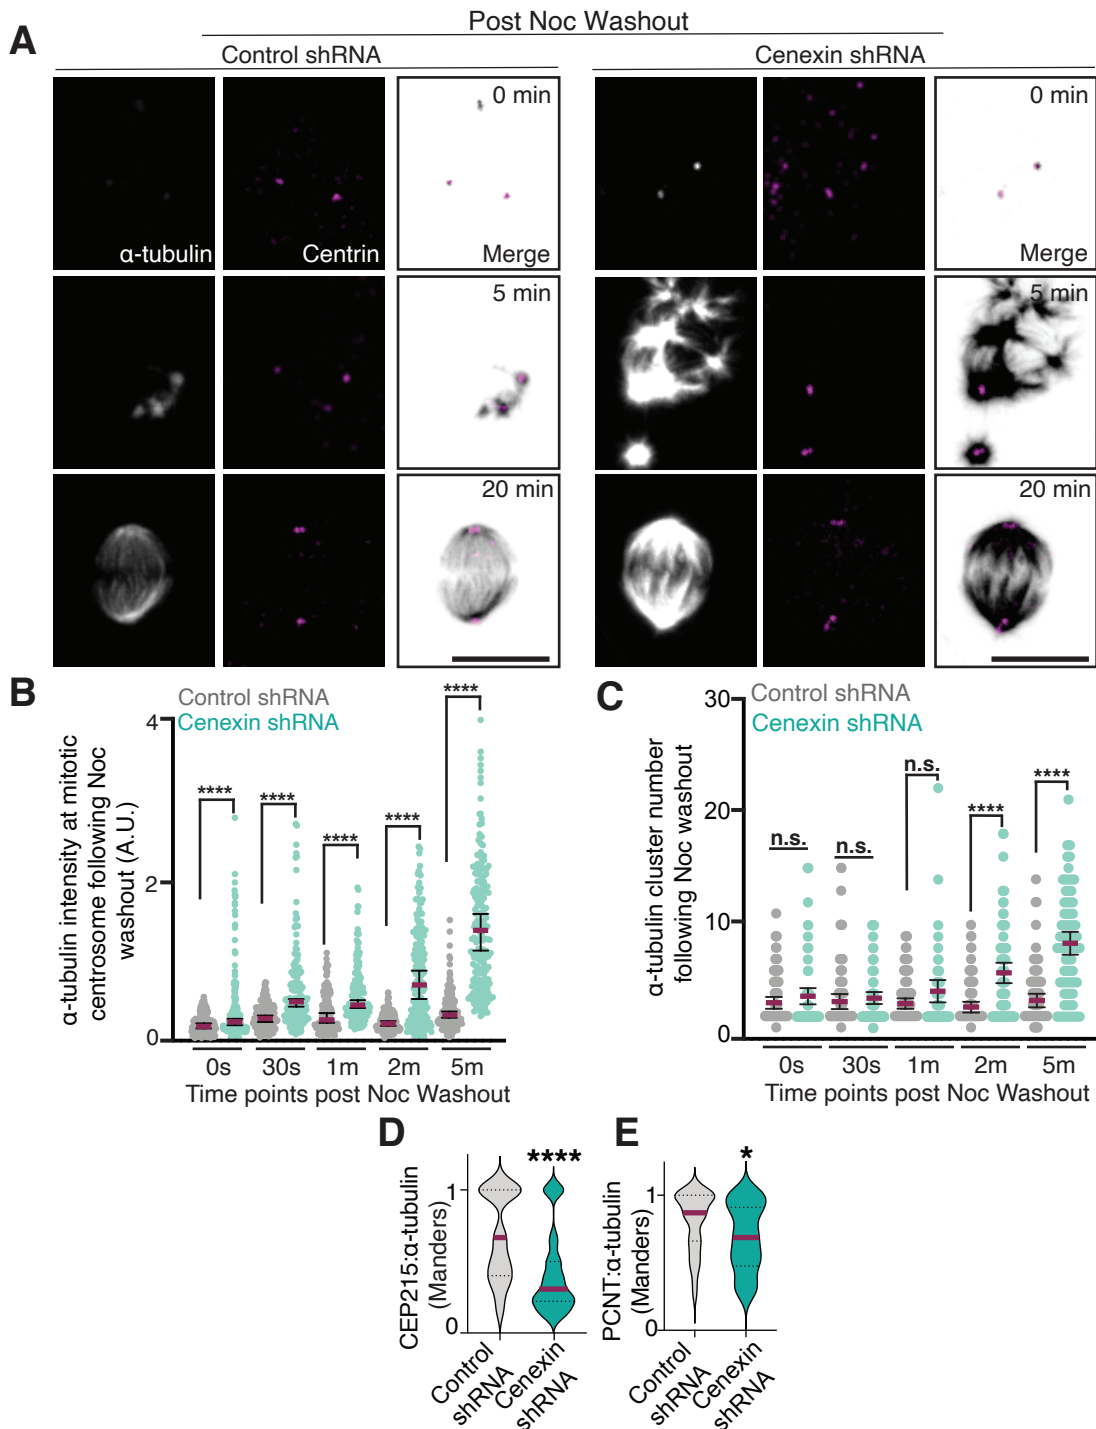 A
Post Noc Washout
Control shRNA
Cenexin shRNA
0 min
α-tubulin
Centrin
Merge
0 min
Merge
5 min
5 min
20 min
20 min
B
Control shRNA
Cenexin shRNA
α-tubulin intensity at mitotic
centrosome following Noc
washout (A.U.)
4
2
0
****
****
****
****
****
0s
30s
1m
2m
5m
Time points post Noc Washout
C
Control shRNA
Cenexin shRNA
α-tubulin cluster number
following Noc washout
30
20
10
0
n.s.
n.s.
n.s.
****
****
0s
30s
1m
2m
5m
Time points post Noc Washout
D
CEP215:α-tubulin
(Manders)
1
0
****
Control
shRNA
Cenexin
shRNA
E
PCNT:α-tubulin
(Manders)
1
0
*
Control
shRNA
Cenexin
shRNA